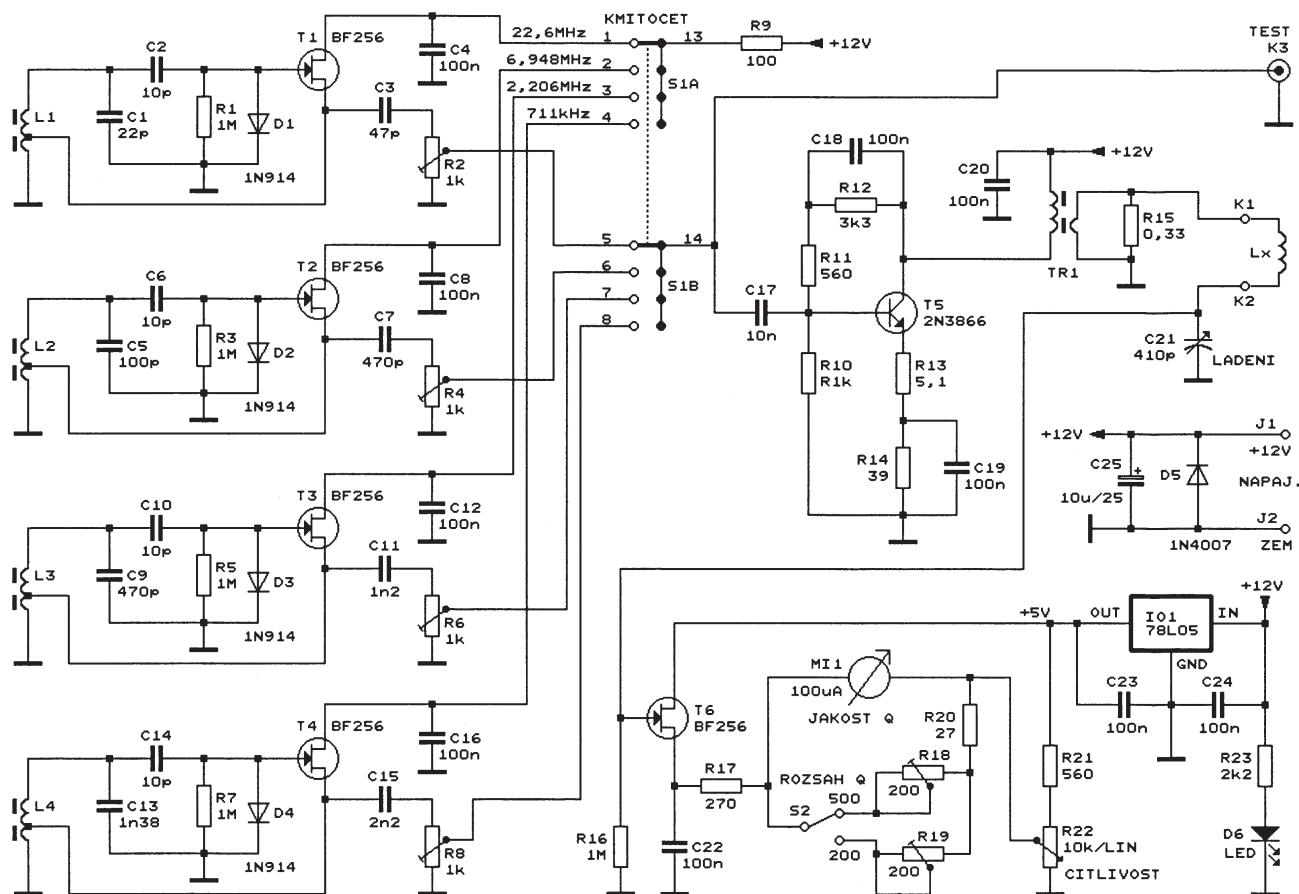 KMITOCET
T1
BF256
22,6MHz
1
13
R9
100
+12V
TEST
K3
C2
10p
C4
100n
6,948MHz
2
2,206MHz
3
S1A
711kHz
4
L1
C1
22p
R1
1M
D1
1N914
C3
47p
R2
1k
C18
100n
R12
3k3
C20
100n
+12V
TR1
R15
0,33
K1
Lx
K2
T2
BF256
C6
10p
C8
100n
5
14
6
S1B
7
8
R11
560
C17
10n
T5
2N3866
L2
C5
100p
R3
1M
D2
1N914
C7
470p
R4
1k
R10
R1k
R13
5,1
C21
410p
LADENI
R14
39
C19
100n
+12V
J1
+12V
C25
+
10u/25
D5
NAPAJ.
1N4007
J2
ZEM
T3
BF256
C10
10p
C12
100n
L3
C9
470p
R5
1M
D3
1N914
C11
1n2
R6
1k
+5V
OUT
IO1
78L05
IN
GND
+12V
C23
100n
C24
100n
MI1
100uA
JAKOST Q
T6
BF256
R20
27
R17
270
ROZSAH Q
S2
500
200
R18
200
R19
200
R21
560
R22
10k/LIN
CITLIVOST
R23
2k2
D6
LED
T4
BF256
C14
10p
C16
100n
L4
C13
1n38
R7
1M
D4
1N914
C15
2n2
R8
1k
R16
1M
C22
100n